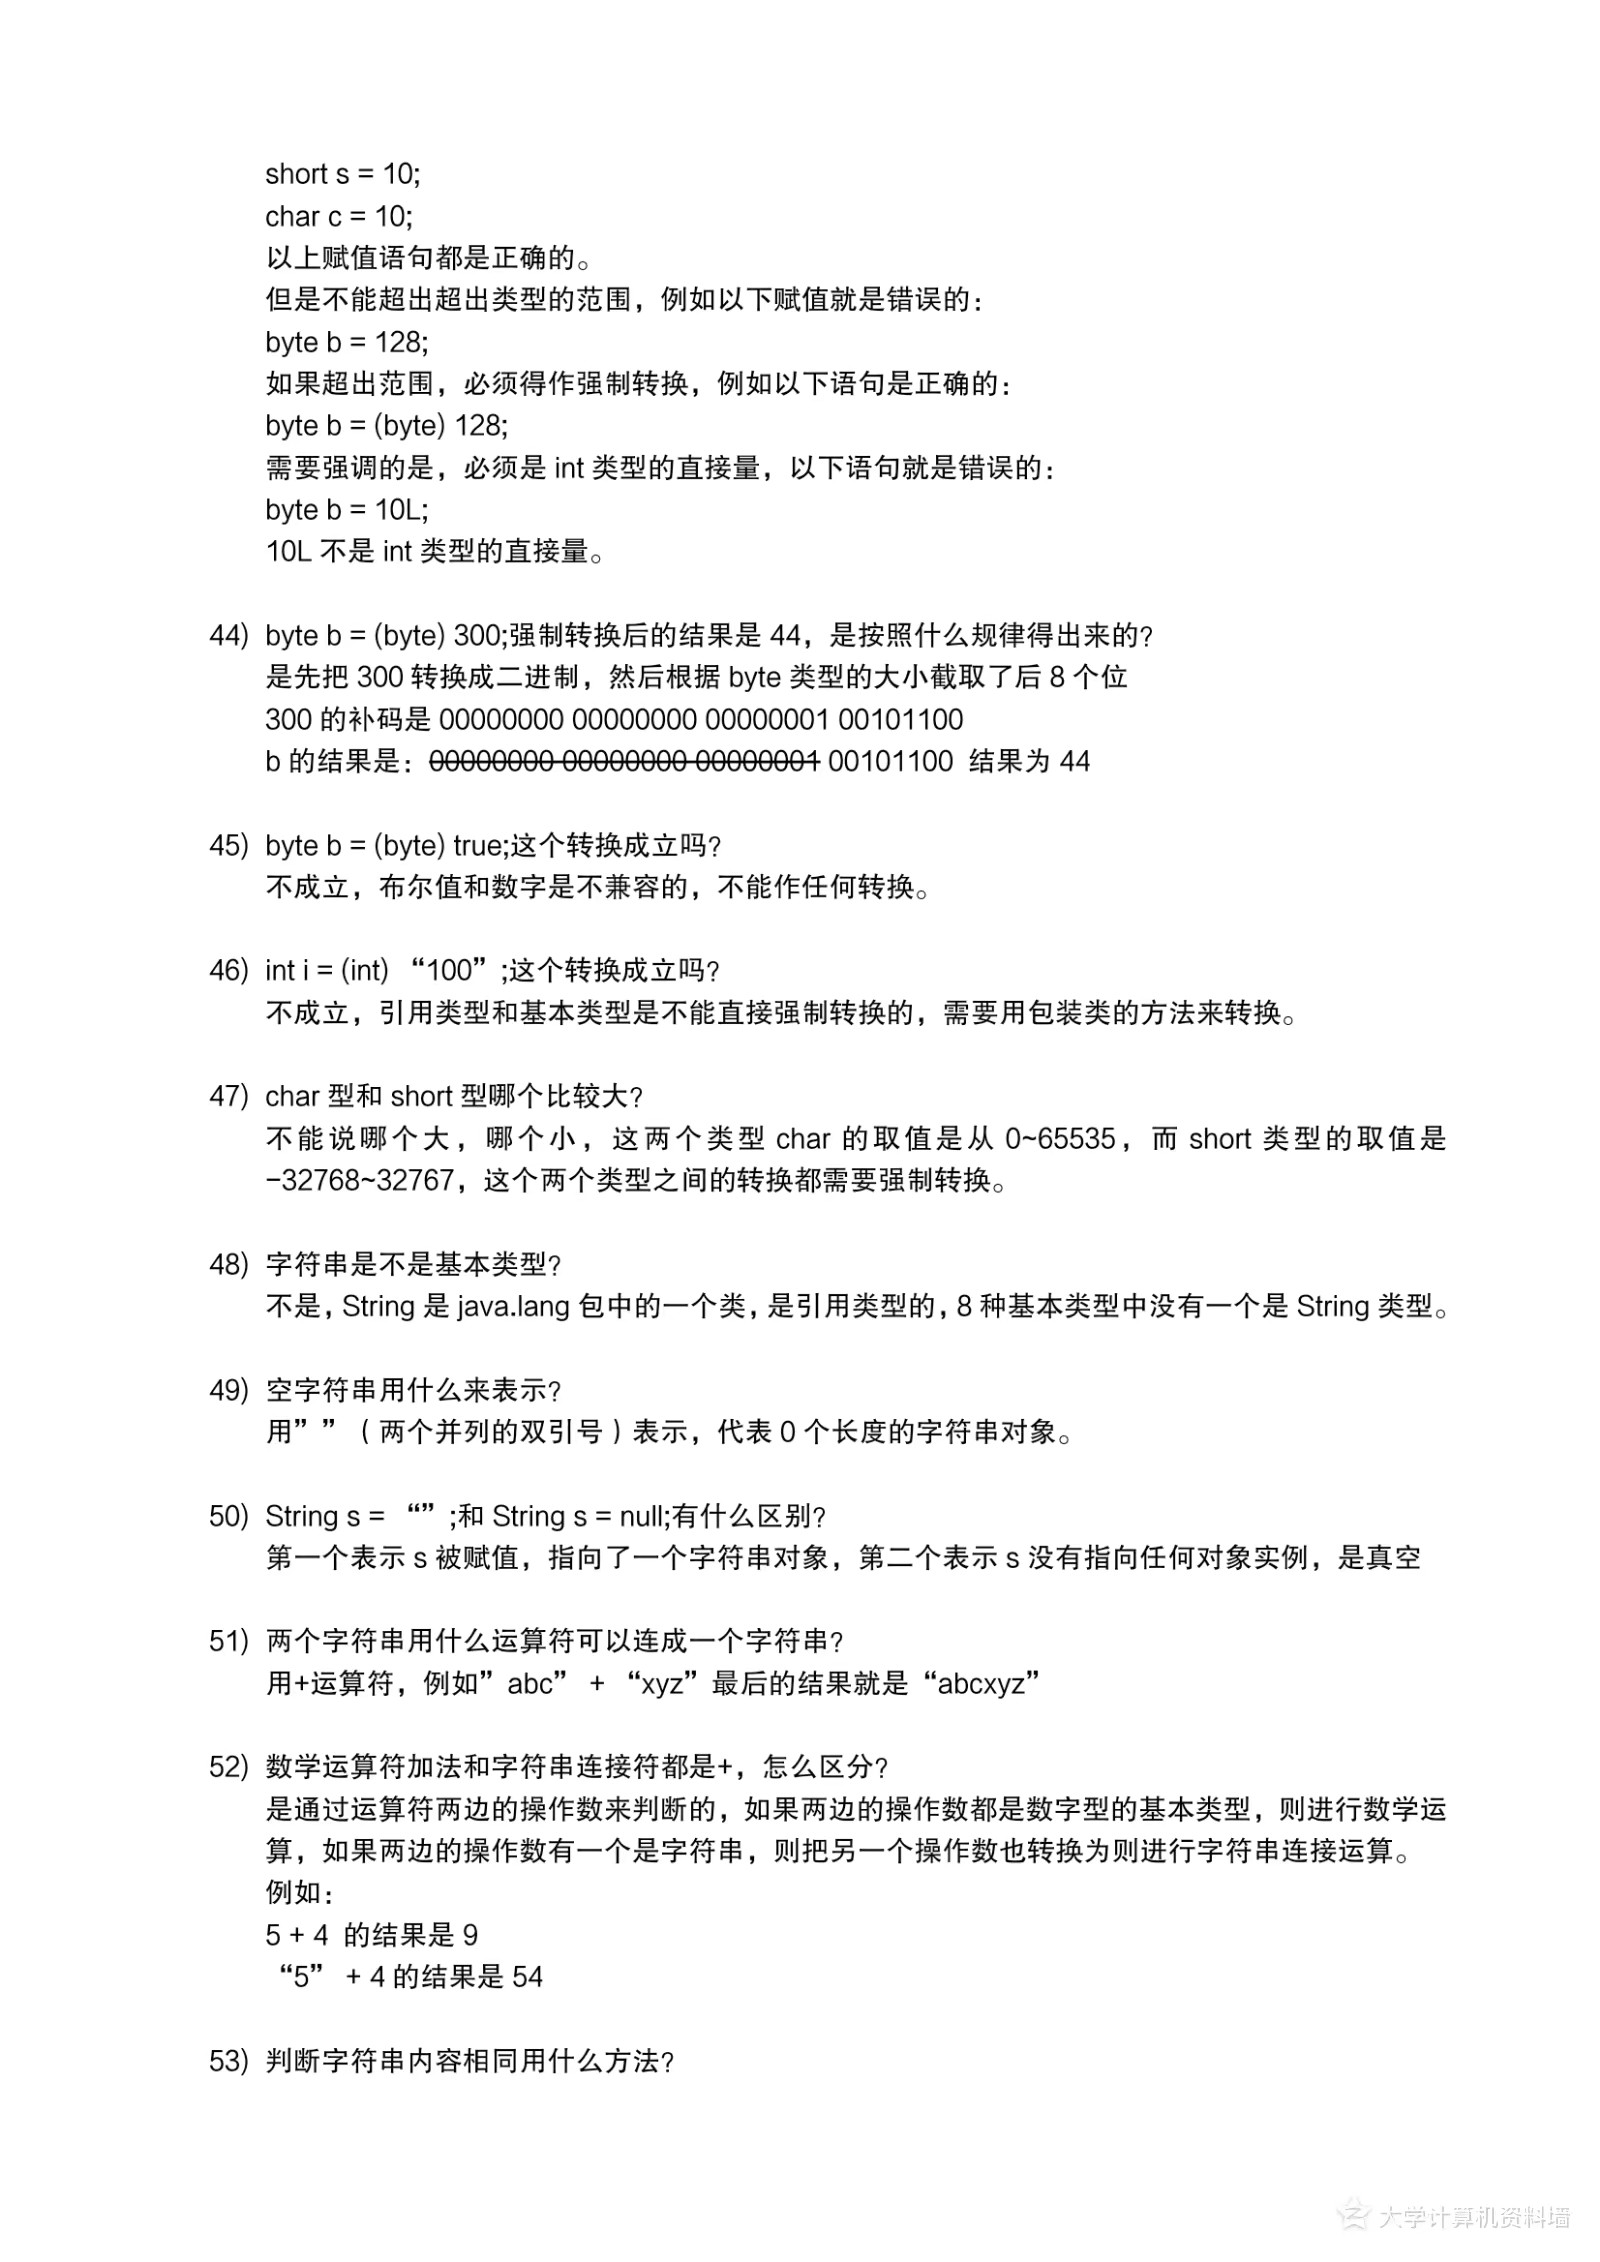 short s = 10;
char c = 10;
以上赋值语句都是正确的。
但是不能超出超出类型的范围，例如以下赋值就是错误的：
byte b = 128;
如果超出范围，必须得作强制转换，例如以下语句是正确的：
byte b = (byte) 128;
需要强调的是，必须是 int 类型的直接量，以下语句就是错误的：
byte b = 10L;
10L 不是 int 类型的直接量。
44) byte b = (byte) 300;强制转换后的结果是 44，是按照什么规律得出来的?
是先把 300 转换成二进制，然后根据 byte 类型的大小截取了后 8 个位
300 的补码是 00000000 00000000 00000001 00101100
b 的结果是：00000000 00000000 00000001 00101100 结果为 44
45) byte b = (byte) true;这个转换成立吗?
不成立，布尔值和数字是不兼容的，不能作任何转换。
46) int i = (int) “100”;这个转换成立吗?
不成立，引用类型和基本类型是不能直接强制转换的，需要用包装类的方法来转换。
47) char 型和 short 型哪个比较大?
不能说哪个大，哪个小，这两个类型 char 的取值是从 0~65535，而 short 类型的取值是
-32768~32767，这个两个类型之间的转换都需要强制转换。
48) 字符串是不是基本类型?
不是, String 是 java.lang 包中的一个类, 是引用类型的, 8 种基本类型中没有一个是 String 类型。
49) 空字符串用什么来表示?
用””（两个并列的双引号）表示，代表 0 个长度的字符串对象。
50) String s = “”;和 String s = null;有什么区别?
第一个表示 s 被赋值，指向了一个字符串对象，第二个表示 s 没有指向任何对象实例，是真空
51) 两个字符串用什么运算符可以连成一个字符串?
用+运算符，例如”abc” + “xyz”最后的结果就是“abcxyz”
52) 数学运算符加法和字符串连接符都是+，怎么区分?
是通过运算符两边的操作数来判断的，如果两边的操作数都是数字型的基本类型，则进行数学运
算，如果两边的操作数有一个是字符串，则把另一个操作数也转换为则进行字符串连接运算。
例如：
5 + 4 的结果是 9
“5” + 4 的结果是 54
53) 判断字符串内容相同用什么方法?
大学计算机资料墙